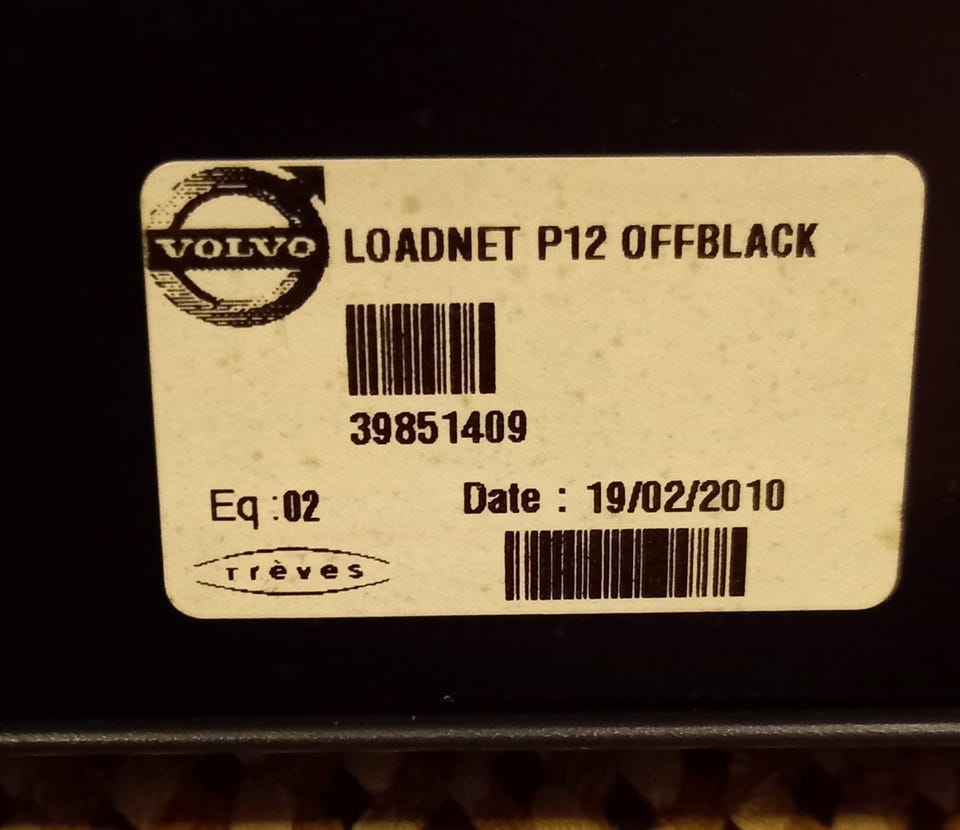 VOLVO
LOADNET P12 OFFBLACK
39851409
Eq :02
Date : 19/02/2010
Trèves